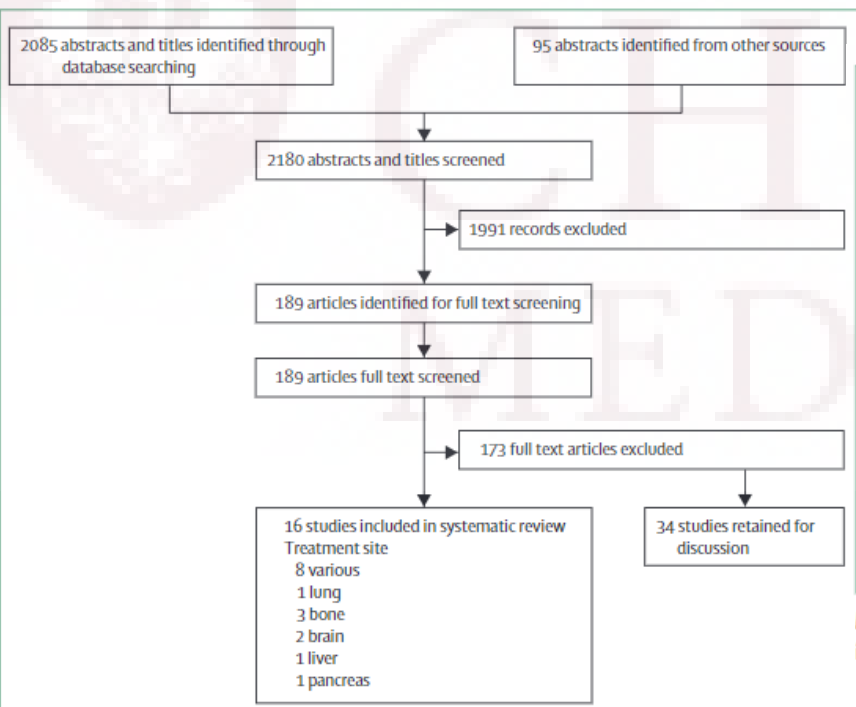 2085 abstracts and titles identified through
database searching
95 abstracts identified from other sources
2180 abstracts and titles screened
1991 records excluded
189 articles identified for full text screening
189 articles full text screened
173 full text articles excluded
16 studies included in systematic review
Treatment site
8 various
1 lung
3 bone
2 brain
1 liver
1 pancreas
34 studies retained for
discussion
CH
MED